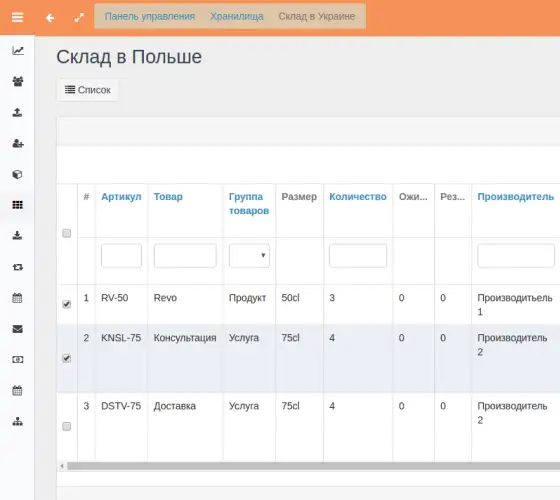 Панель управления Хранилища Склад в Украине
Склад в Польше
Список
# Артикул Товар Группа товаров Размер Количество Ожи... Рез... Производитель
1 RV-50 Revo Продукт 50cl 3 0 0 Производитьель 1
2 KNSL-75 Консультация Услуга 75cl 4 0 0 Производитель 2
3 DSTV-75 Доставка Услуга 75cl 4 0 0 Производитель 2